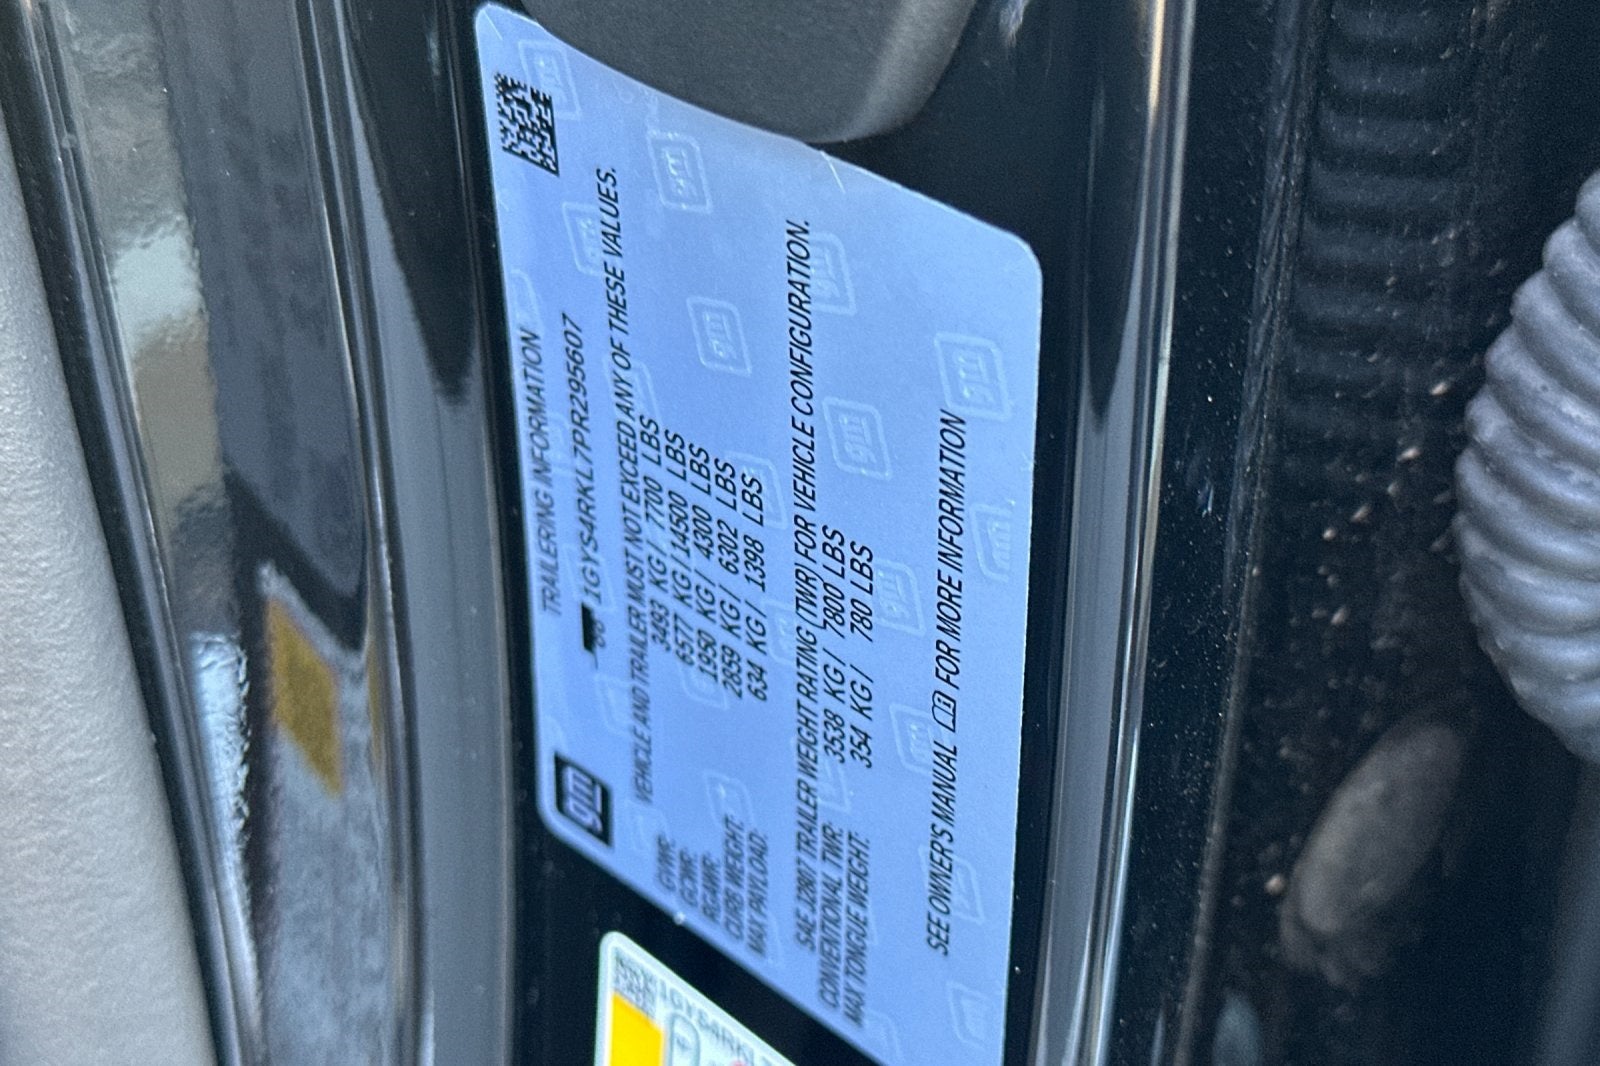 TRAILERING INFORMATION
1GYS4RKL7PR295607
gm
VEHICLE AND TRAILER MUST NOT EXCEED ANY OF THESE VALUES.
GVWR: 3493 KG / 7700 LBS
GCWR: 6577 KG / 14500 LBS
RGAWR: 1950 KG / 4300 LBS
CURB WEIGHT: 2859 KG / 6302 LBS
MAX PAYLOAD: 634 KG / 1398 LBS
SAE J2807 TRAILER WEIGHT RATING (TWR) FOR VEHICLE CONFIGURATION.
CONVENTIONAL TWR: 3538 KG / 7800 LBS
MAX TONGUE WEIGHT: 354 KG / 780 LBS
SEE OWNER'S MANUAL FOR MORE INFORMATION
1GYS4RKL7